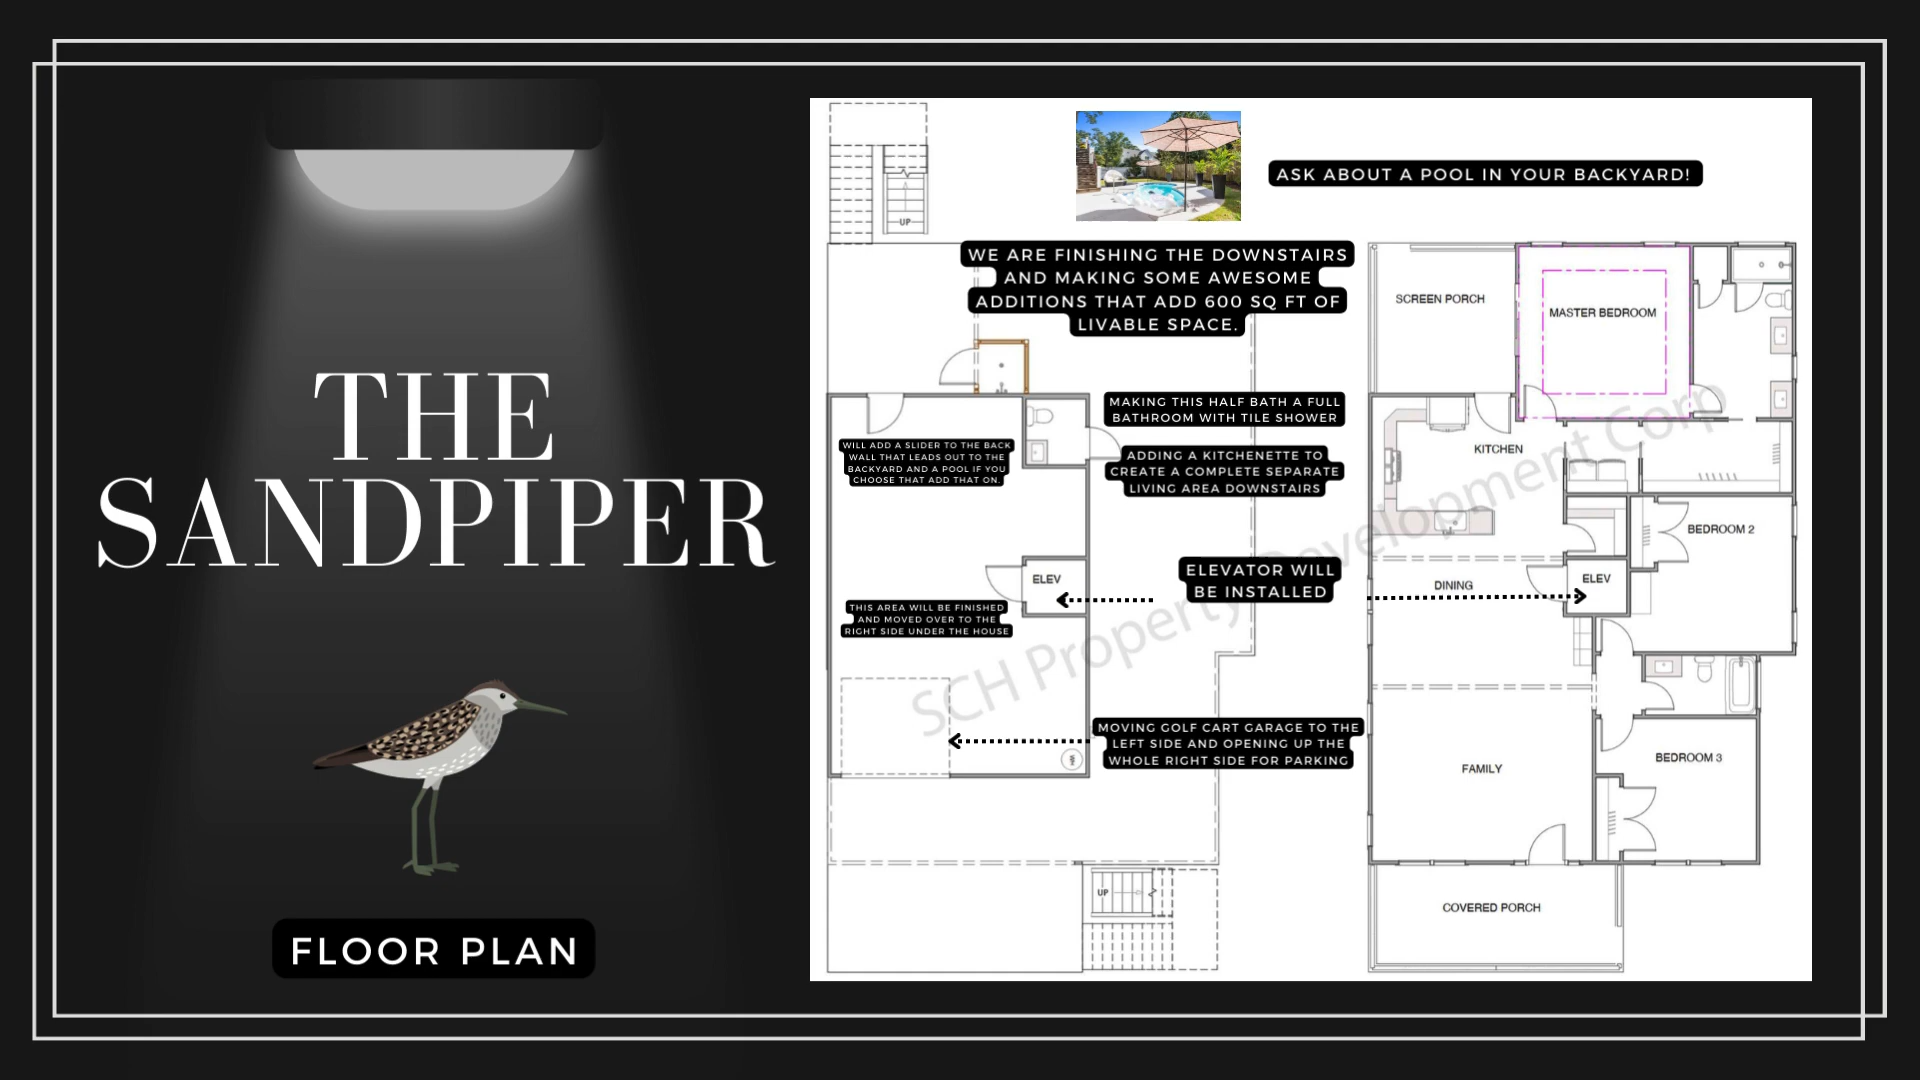 THE
SANDPIPER
FLOOR PLAN
ASK ABOUT A POOL IN YOUR BACKYARD!
UP
WE ARE FINISHING THE DOWNSTAIRS
AND MAKING SOME AWESOME
ADDITIONS THAT ADD 600 SQ FT OF
LIVABLE SPACE.
SCREEN PORCH
MASTER BEDROOM
MAKING THIS HALF BATH A FULL
BATHROOM WITH TILE SHOWER
WILL ADD A SLIDER TO THE BACK
WALL THAT LEADS OUT TO THE
BACKYARD AND A POOL IF YOU
CHOOSE THAT ADD THAT ON.
ADDING A KITCHENETTE TO
CREATE A COMPLETE SEPARATE
LIVING AREA DOWNSTAIRS
KITCHEN
BEDROOM 2
ELEV
ELEVATOR WILL
BE INSTALLED
DINING
ELEV
THIS AREA WILL BE FINISHED
AND MOVED OVER TO THE
RIGHT SIDE UNDER THE HOUSE
SCH Property Development Corp
MOVING GOLF CART GARAGE TO THE
LEFT SIDE AND OPENING UP THE
WHOLE RIGHT SIDE FOR PARKING
FAMILY
BEDROOM 3
UP
COVERED PORCH